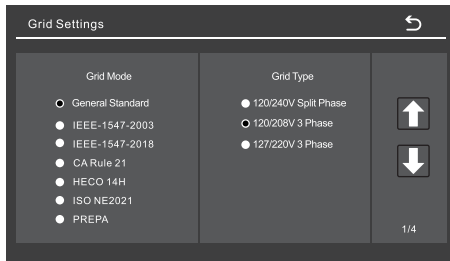 Grid Settings
Grid Mode
General Standard
IEEE-1547-2003
IEEE-1547-2018
CA Rule 21
HECO 14H
ISO NE2021
PREPA
Grid Type
120/240V Split Phase
120/208V 3 Phase
127/220V 3 Phase
1/4